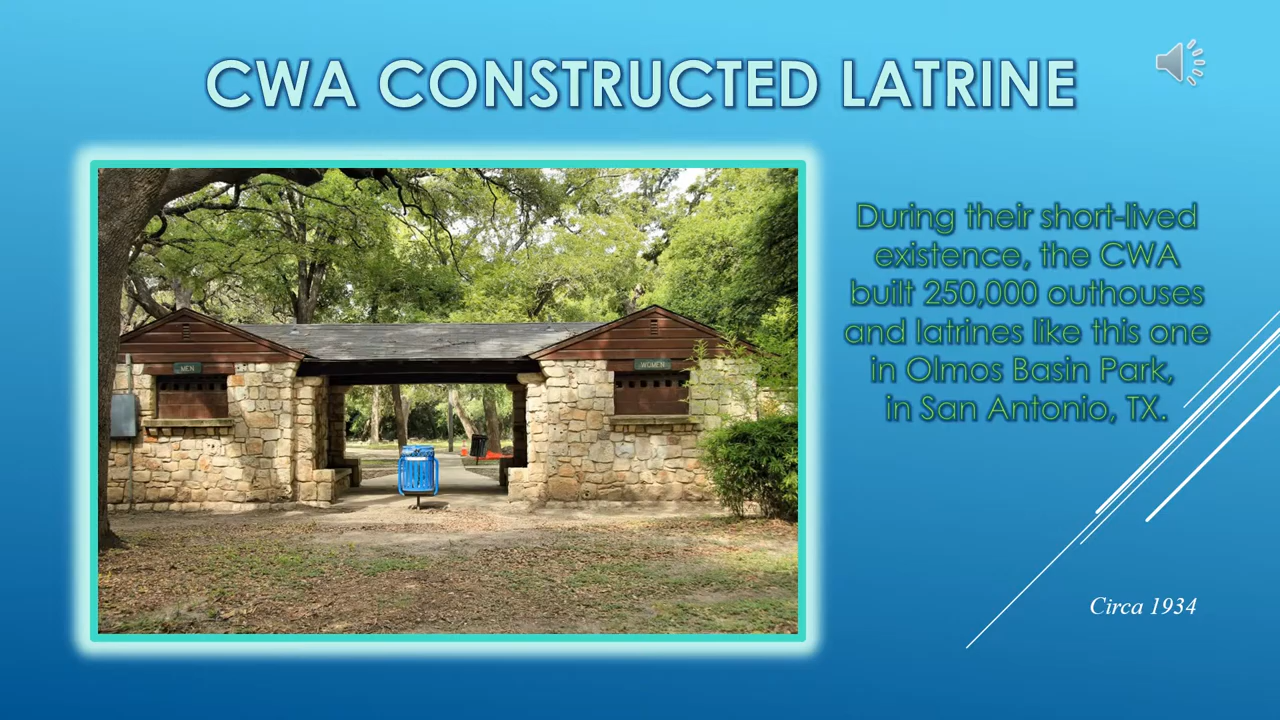 CWA CONSTRUCTED LATRINE
During their short-lived
existence, the CWA
built 250,000 outhouses
and latrines like this one
in Olmos Basin Park,
in San Antonio, TX.
MEN
WOMEN
Circa 1934